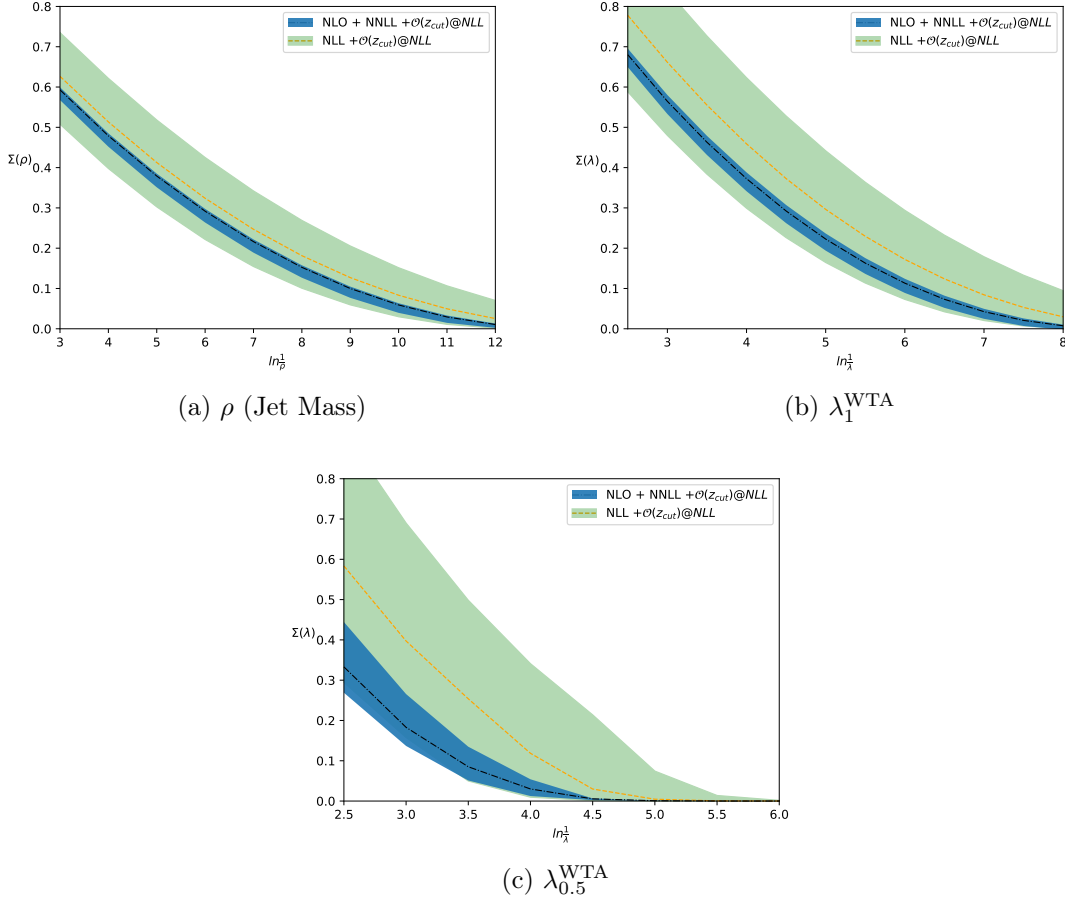 0.8
0.7
0.6
0.5
Σ(ρ) 0.4
0.3
0.2
0.1
0.0
3 4 5 6 7 8 9 10 11 12
ln 1/ρ
NLO + NNLL +𝒪(z_cut)@NLL
NLL +𝒪(z_cut)@NLL
(a) ρ (Jet Mass)
0.8
0.7
0.6
0.5
Σ(λ) 0.4
0.3
0.2
0.1
0.0
3 4 5 6 7 8
ln 1/λ
NLO + NNLL +𝒪(z_cut)@NLL
NLL +𝒪(z_cut)@NLL
(b) λ₁^WTA
0.8
0.7
0.6
0.5
Σ(λ) 0.4
0.3
0.2
0.1
0.0
2.5 3.0 3.5 4.0 4.5 5.0 5.5 6.0
ln 1/λ
NLO + NNLL +𝒪(z_cut)@NLL
NLL +𝒪(z_cut)@NLL
(c) λ_0.5^WTA